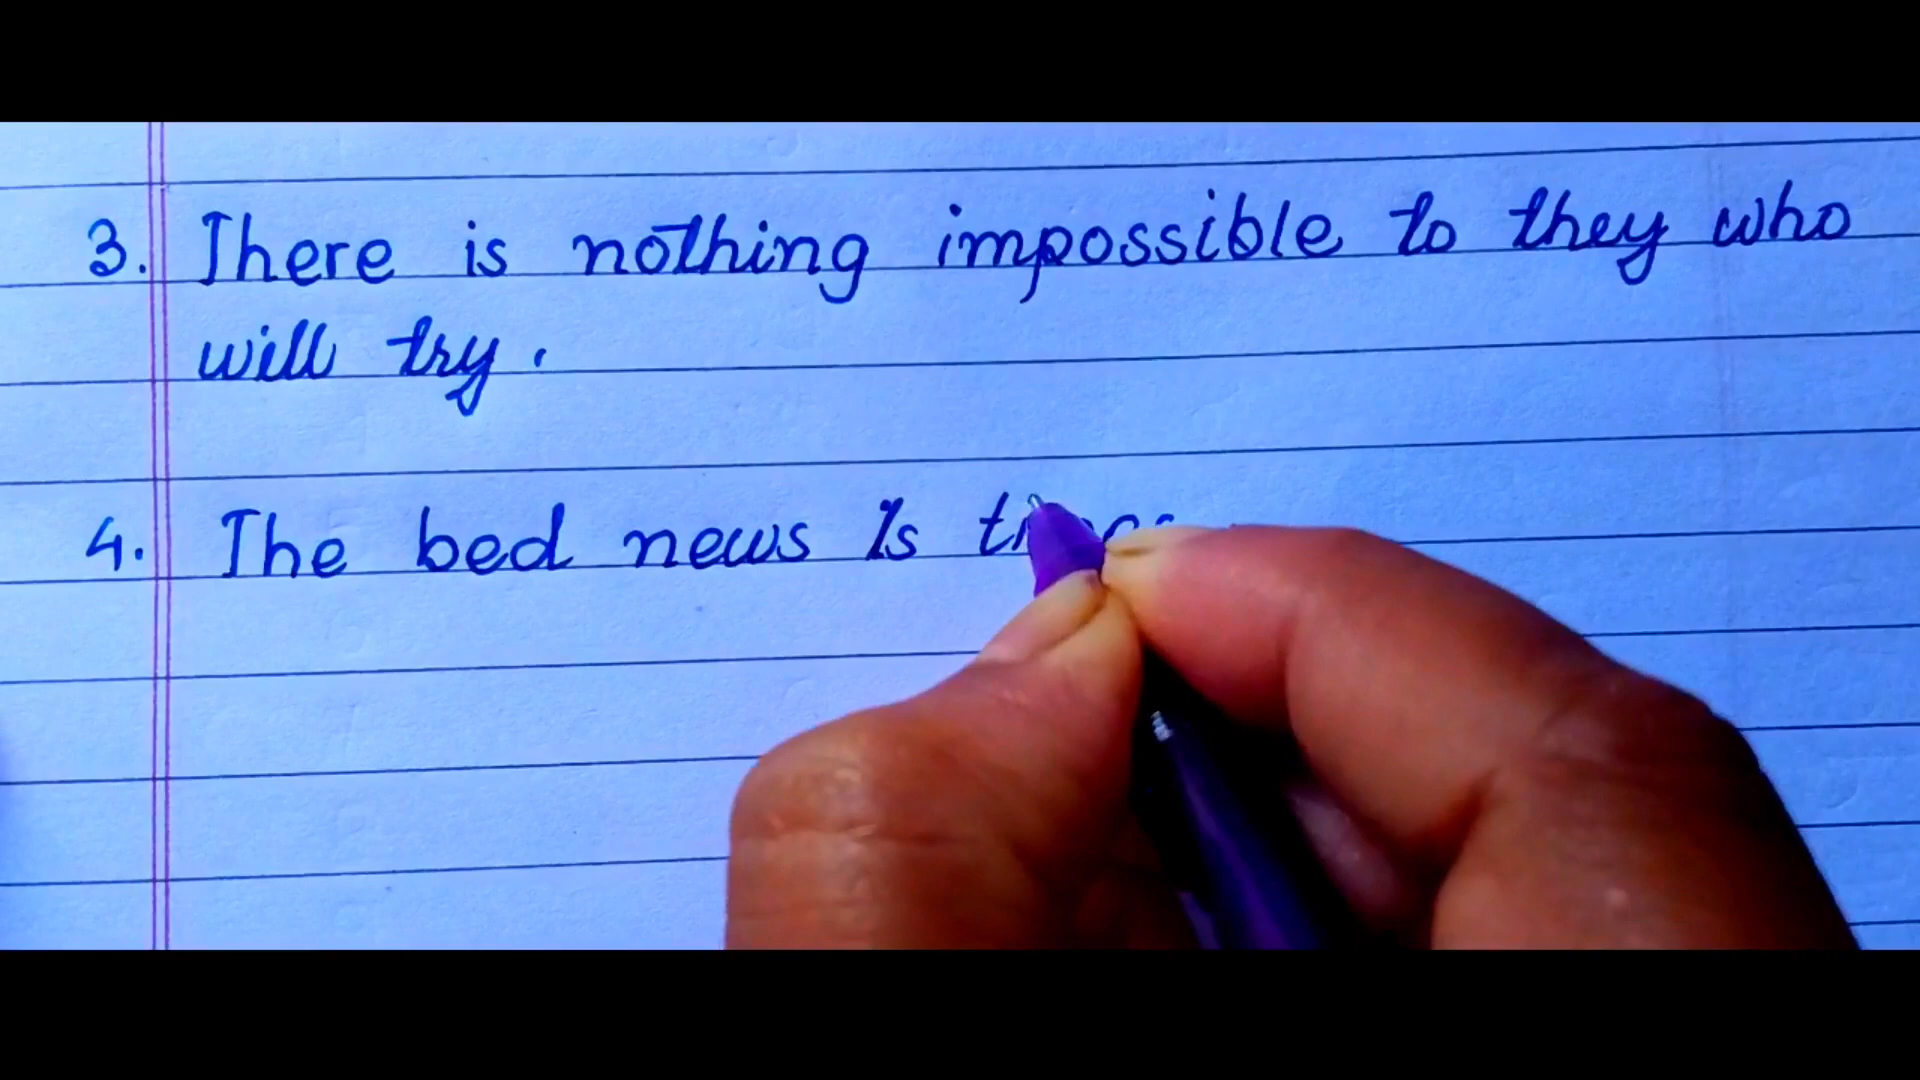 3. There is nothing impossible to they who
will try.
4. The bed news Is